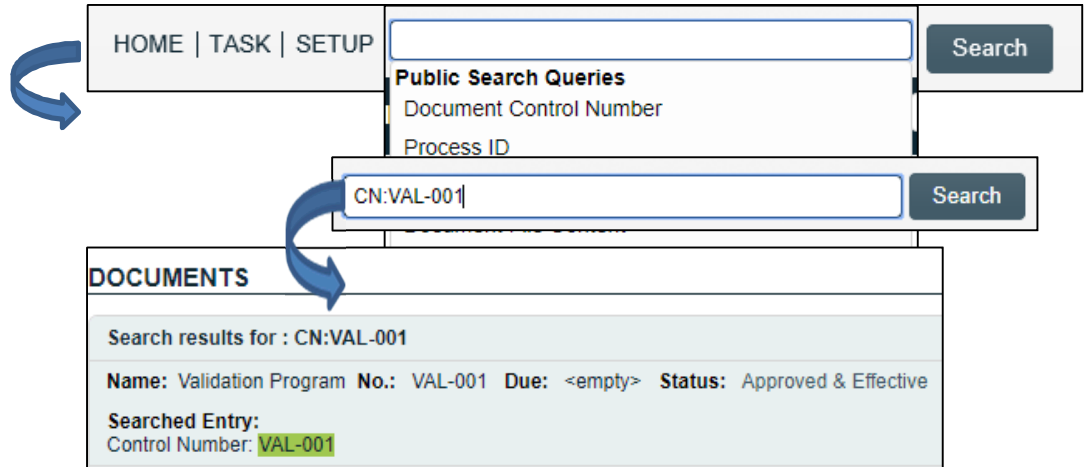 HOME | TASK | SETUP Search
Public Search Queries
Document Control Number
Process ID
CN:VAL-001 Search
DOCUMENTS
Search results for : CN:VAL-001
Name: Validation Program No.: VAL-001 Due: <empty> Status: Approved & Effective
Searched Entry:
Control Number: VAL-001